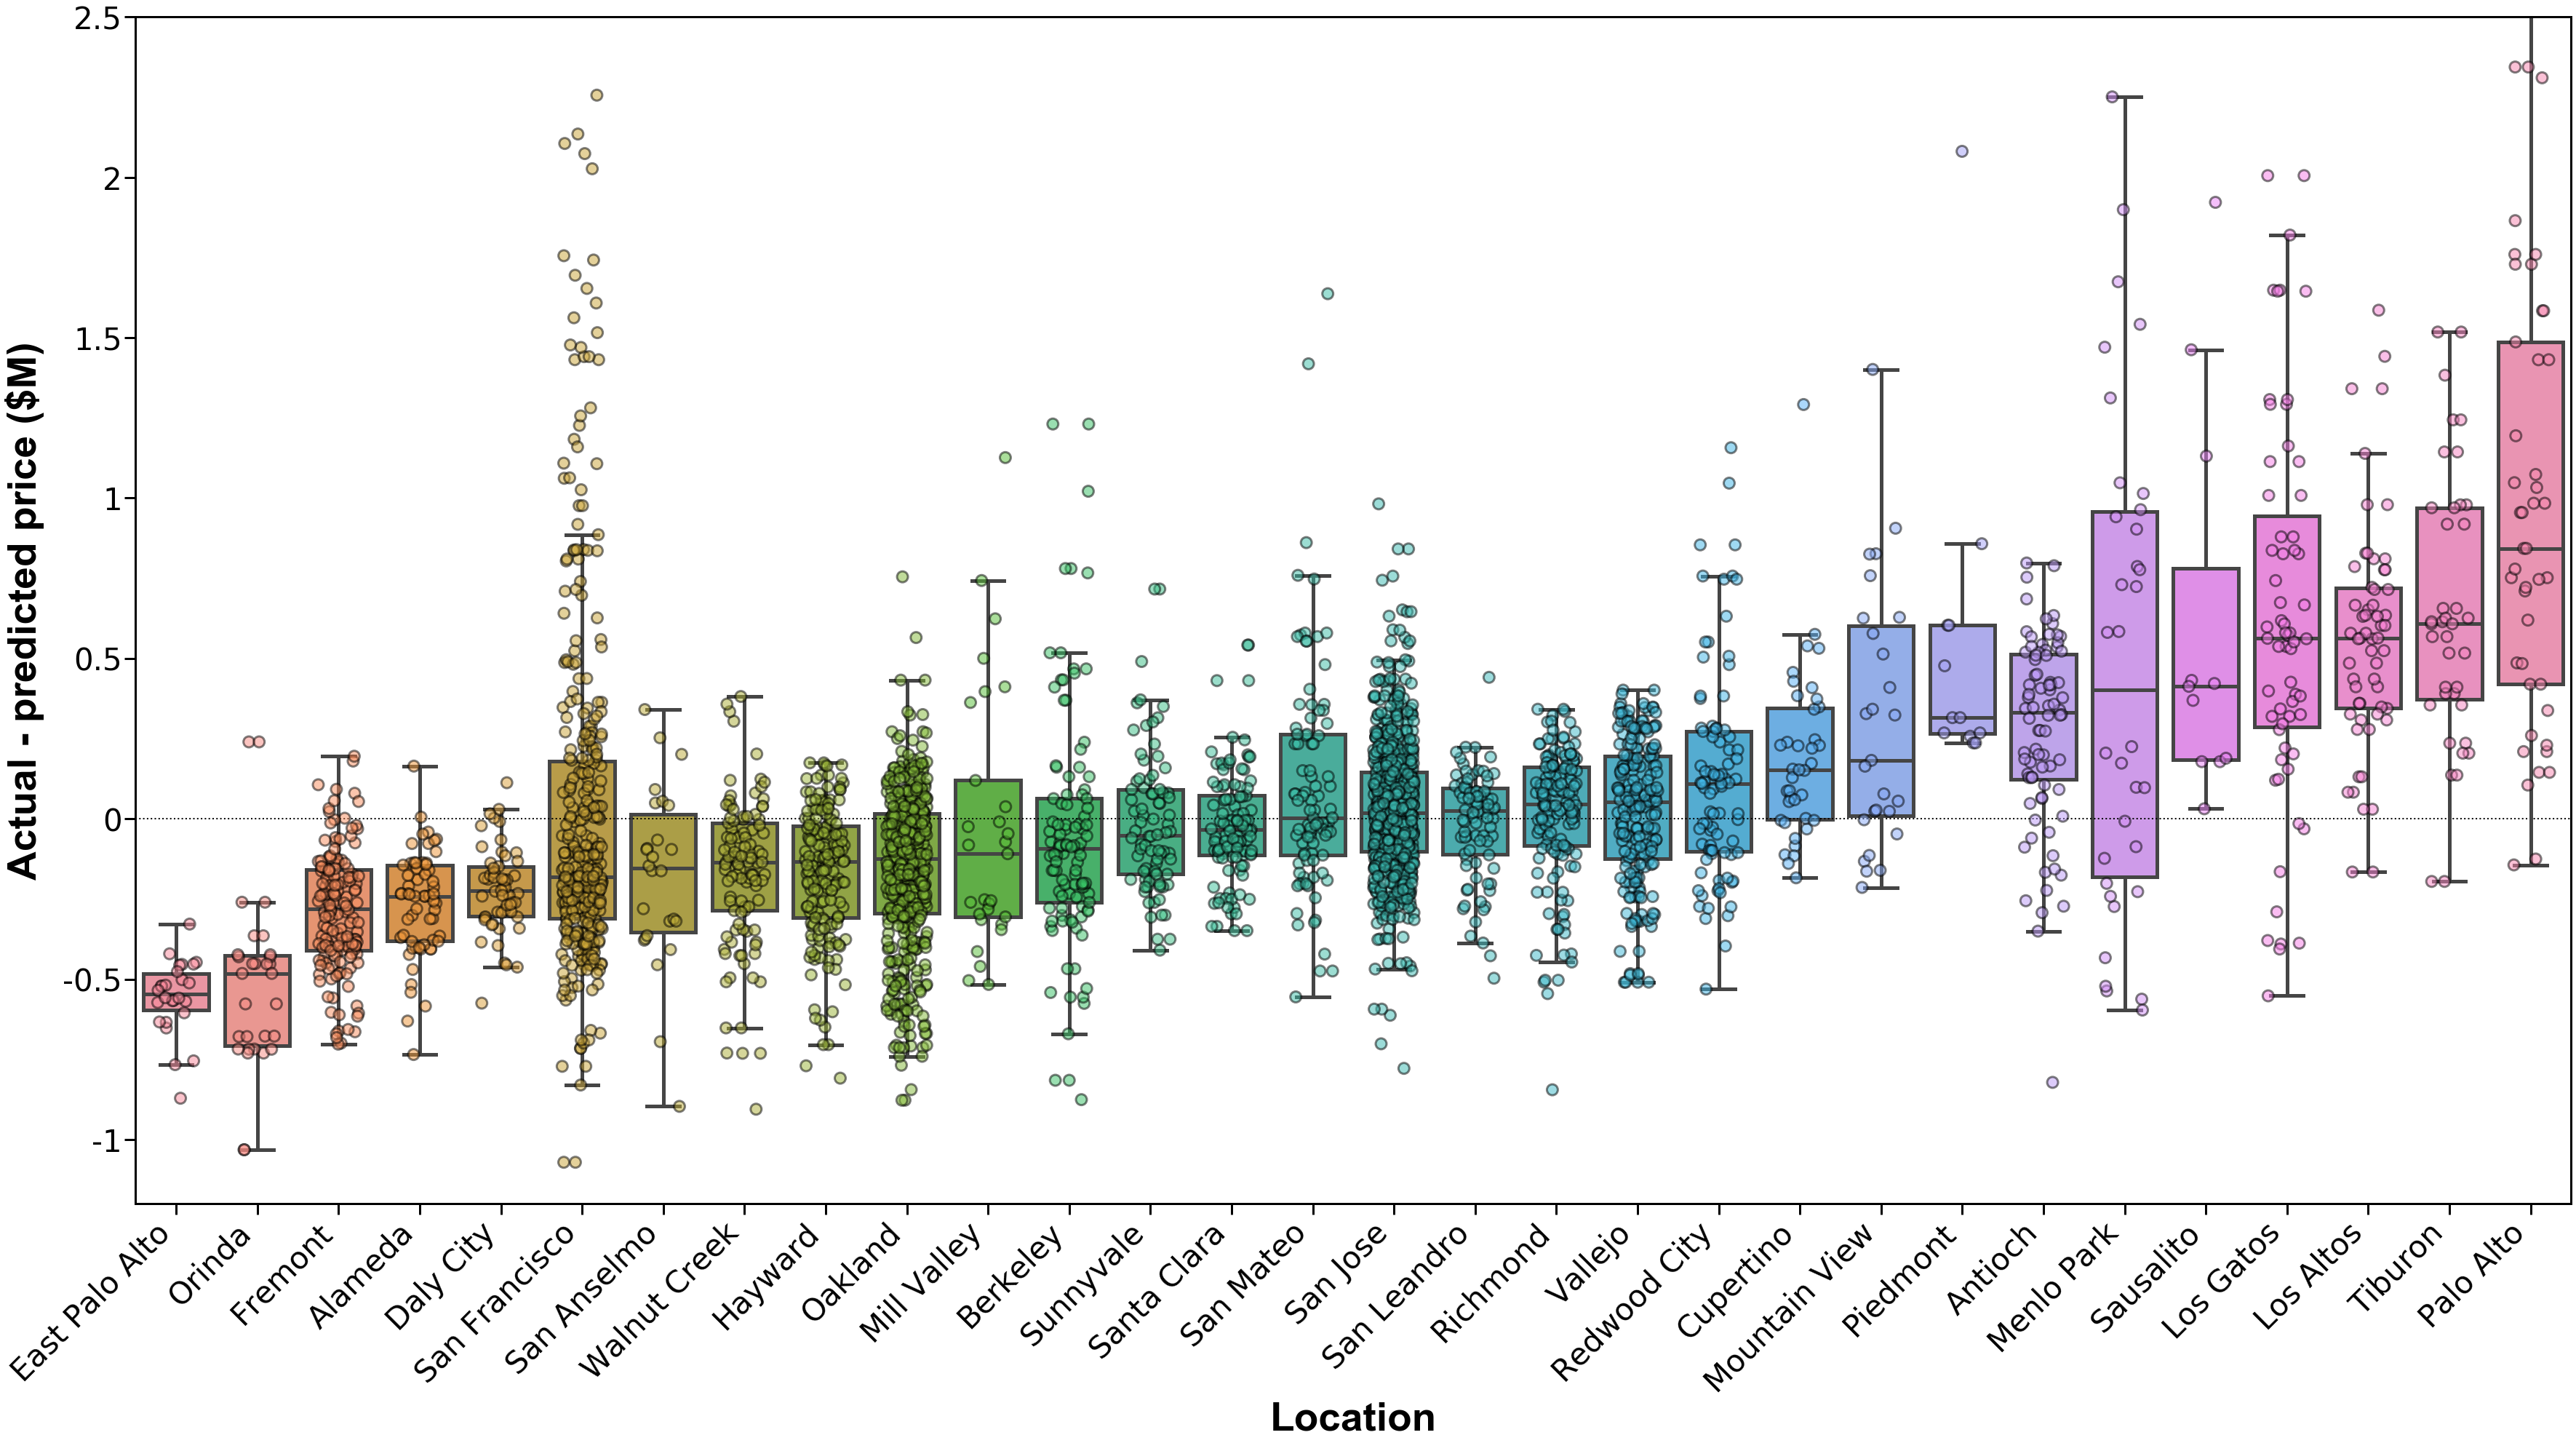 Actual - predicted price ($M)
2.5
2
1.5
1
0.5
0
-0.5
-1
East Palo Alto
Orinda
Fremont
Alameda
Daly City
San Francisco
San Anselmo
Walnut Creek
Hayward
Oakland
Mill Valley
Berkeley
Sunnyvale
Santa Clara
San Mateo
San Jose
San Leandro
Richmond
Vallejo
Redwood City
Cupertino
Mountain View
Piedmont
Antioch
Menlo Park
Sausalito
Los Gatos
Los Altos
Tiburon
Palo Alto
Location